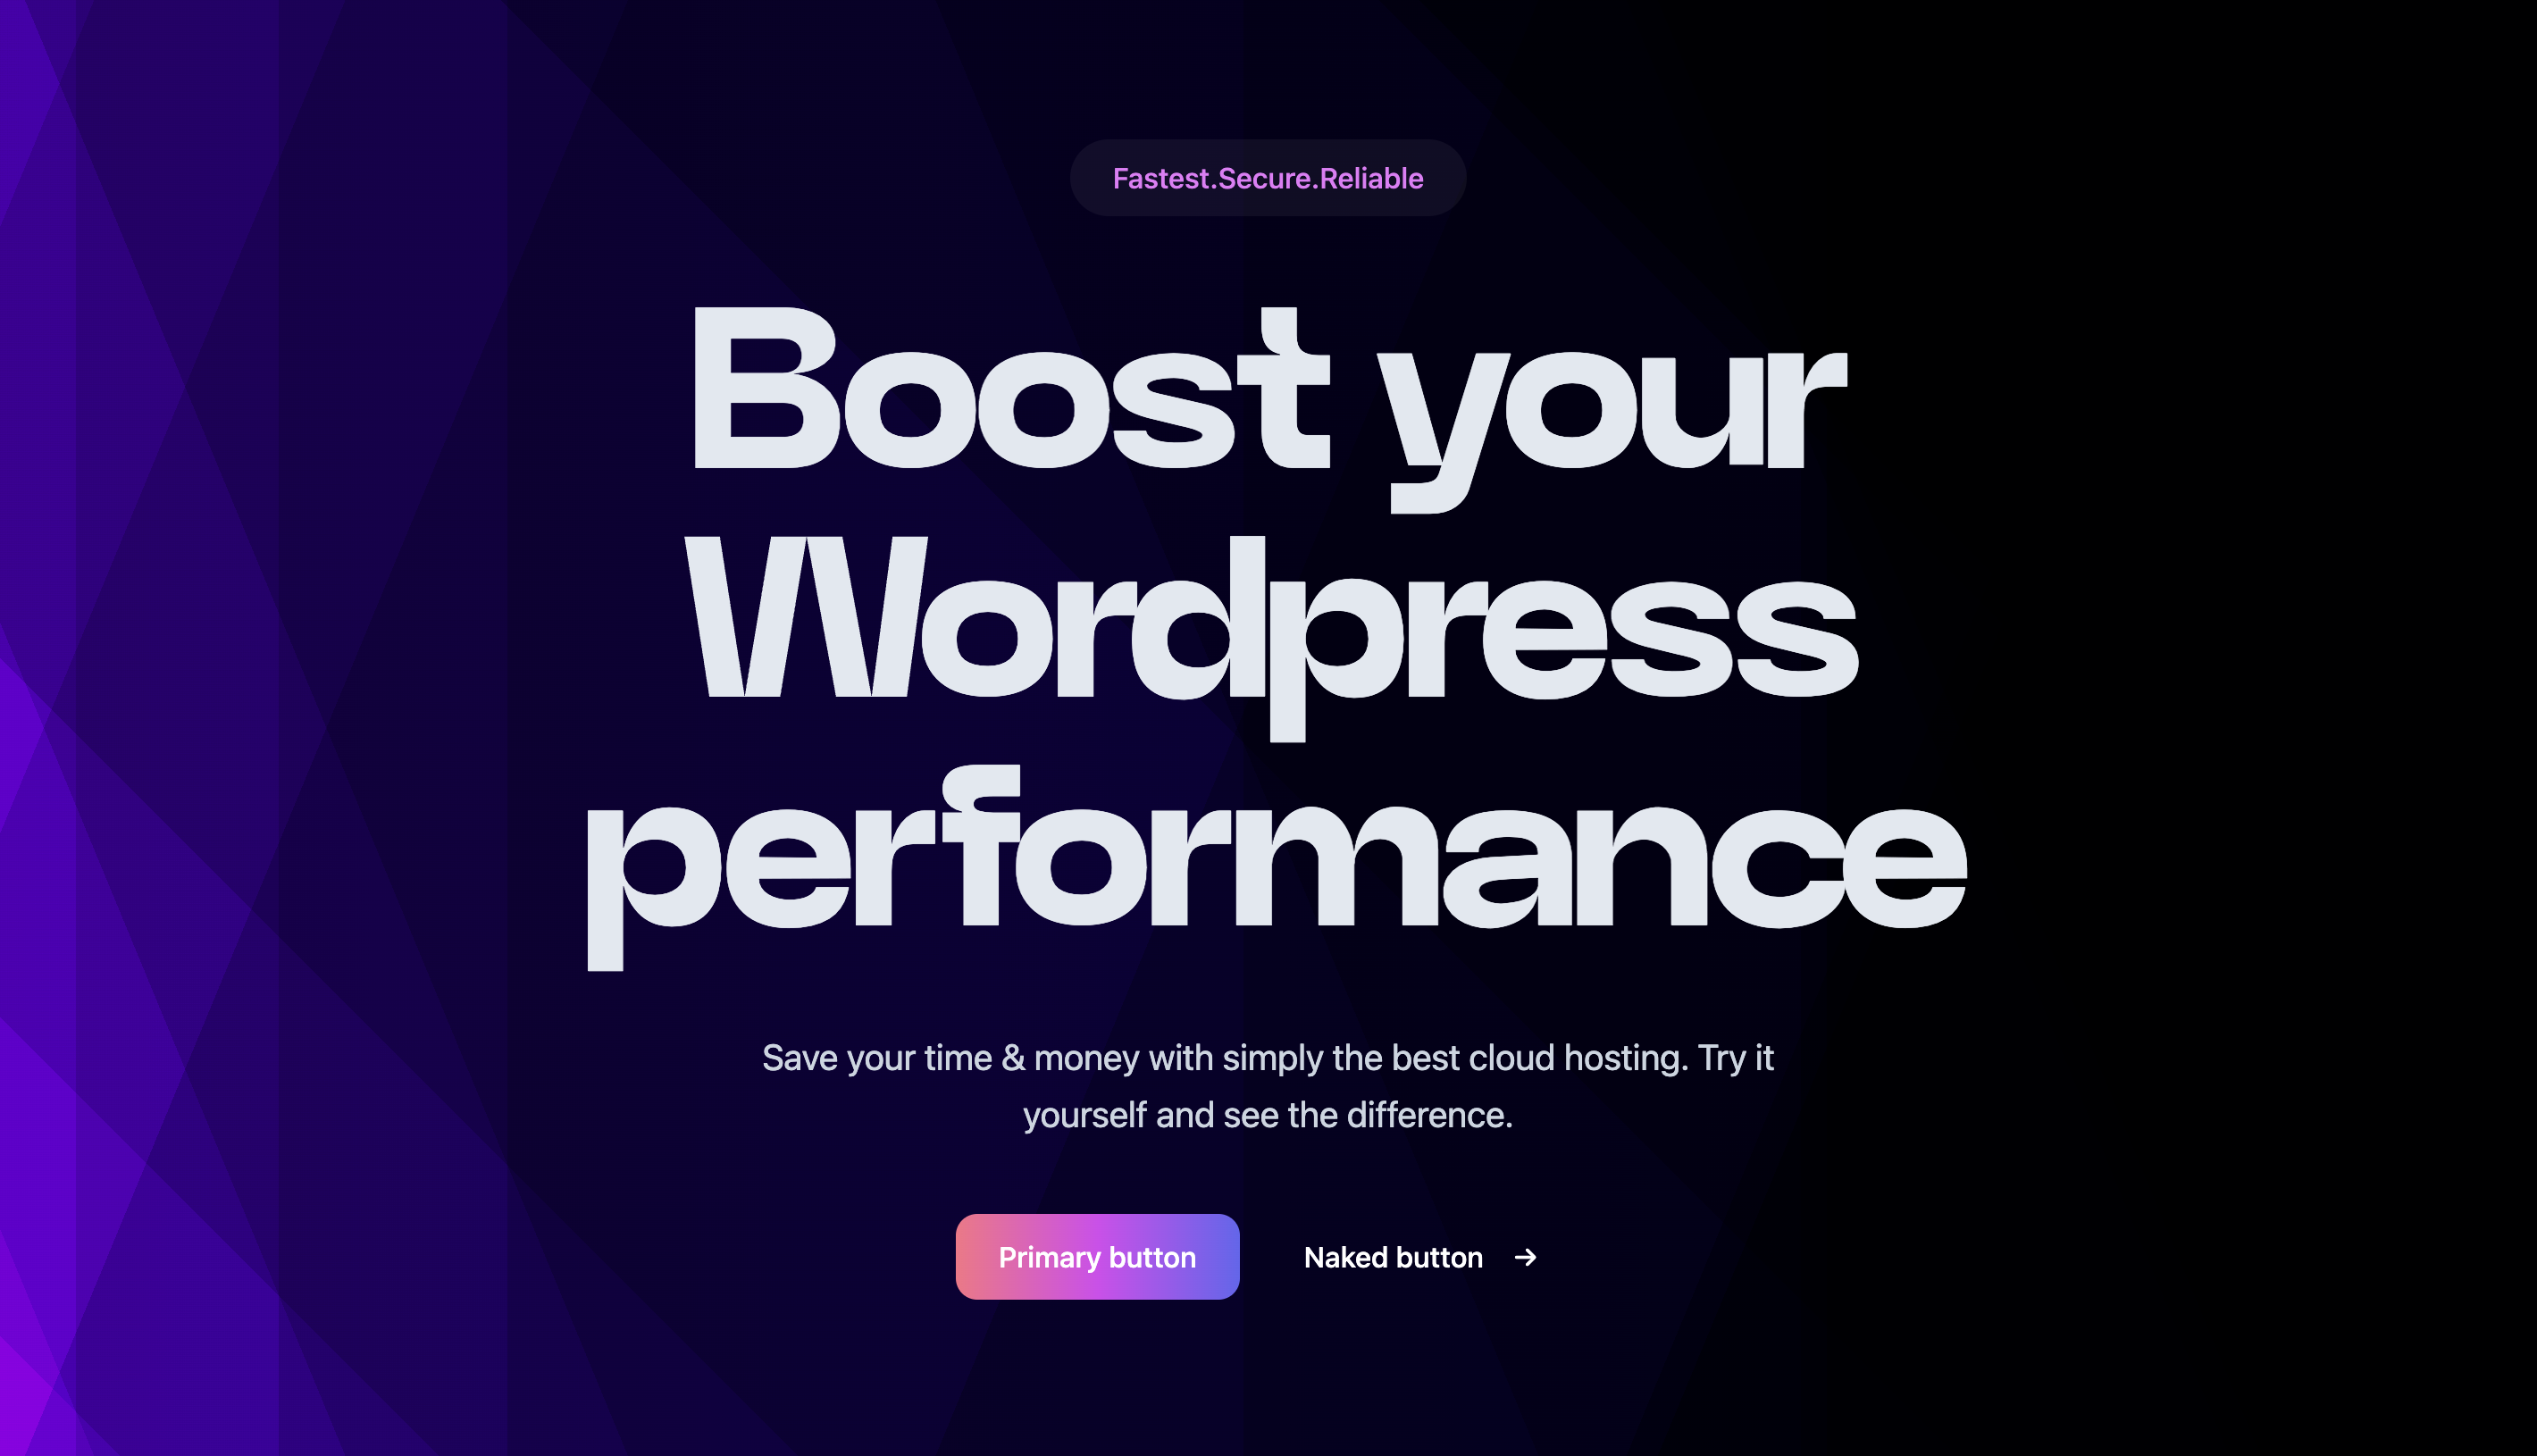 Fastest.Secure.Reliable
Boost your
Wordpress
performance
Save your time & money with simply the best cloud hosting. Try it
yourself and see the difference.
Primary button
Naked button →